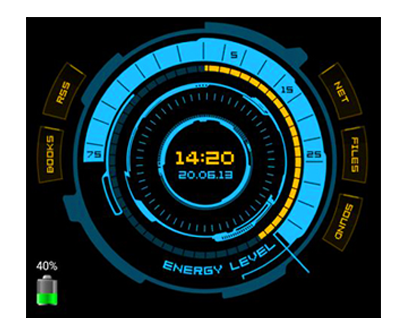 5
15
RSS
NET
BOOKS
75
14:20
20.06.13
25
FILES
SOUND
ENERGY LEVEL
40%